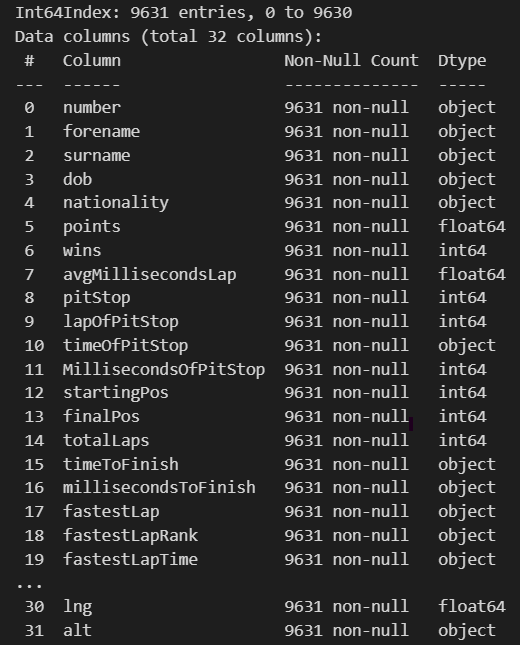 Int64Index: 9631 entries, 0 to 9630
Data columns (total 32 columns):
 #   Column                Non-Null Count  Dtype
---  ------                --------------  -----
 0   number                9631 non-null   object
 1   forename              9631 non-null   object
 2   surname               9631 non-null   object
 3   dob                   9631 non-null   object
 4   nationality           9631 non-null   object
 5   points                9631 non-null   float64
 6   wins                  9631 non-null   int64
 7   avgMillisecondsLap    9631 non-null   float64
 8   pitStop               9631 non-null   int64
 9   lapOfPitStop          9631 non-null   int64
 10  timeOfPitStop         9631 non-null   object
 11  MillisecondsOfPitStop 9631 non-null   int64
 12  startingPos           9631 non-null   int64
 13  finalPos              9631 non-null   int64
 14  totalLaps             9631 non-null   int64
 15  timeToFinish          9631 non-null   object
 16  millisecondsToFinish  9631 non-null   object
 17  fastestLap            9631 non-null   object
 18  fastestLapRank        9631 non-null   object
 19  fastestLapTime        9631 non-null   object
...
 30  lng                   9631 non-null   float64
 31  alt                   9631 non-null   object